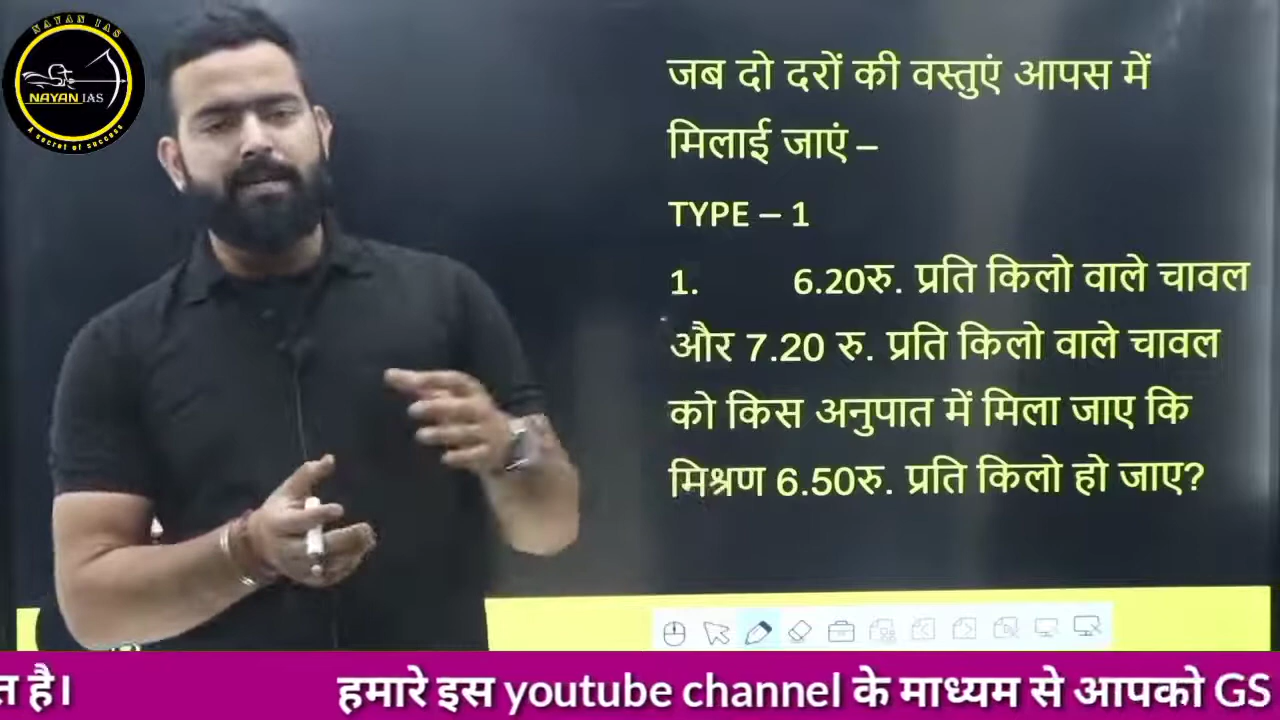 NAYAN IAS
NAYAN IAS
A secret of success
जब दो दरों की वस्तुएं आपस में
मिलाई जाएं –
TYPE – 1
1. 6.20रु. प्रति किलो वाले चावल
और 7.20 रु. प्रति किलो वाले चावल
को किस अनुपात में मिला जाए कि
मिश्रण 6.50रु. प्रति किलो हो जाए?
त है। हमारे इस youtube channel के माध्यम से आपको GS